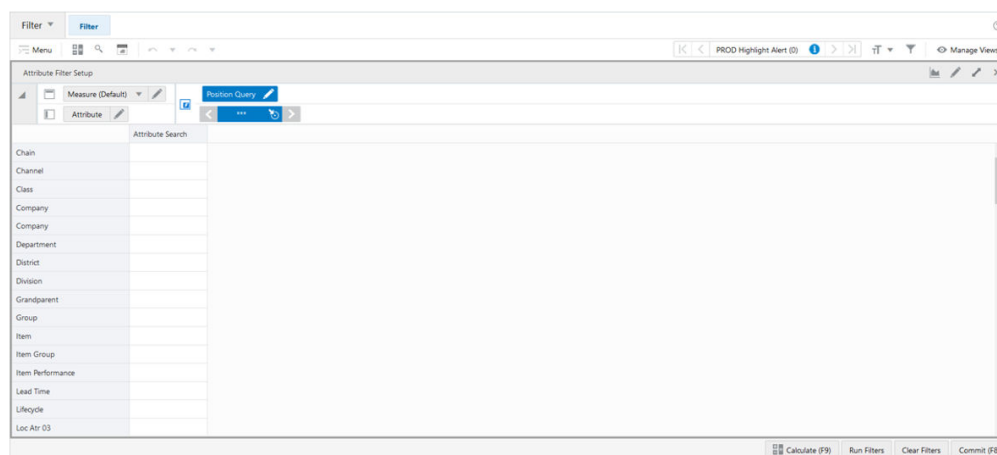 Filter Filter
Menu PROD Highlight Alert (0) Manage Views
Attribute Filter Setup
Measure (Default) Position Query
Attribute ***
Attribute Search
Chain
Channel
Class
Company
Company
Department
District
Division
Grandparent
Group
Item
Item Group
Item Performance
Lead Time
Lifecycle
Loc Atr 03
Calculate (F9) Run Filters Clear Filters Commit (F8